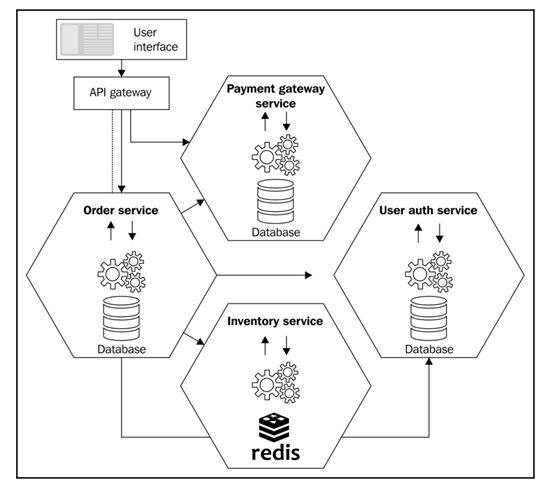 User
interface
API gateway
Payment gateway
service
Database
Order service
Database
User auth service
Database
Inventory service
redis